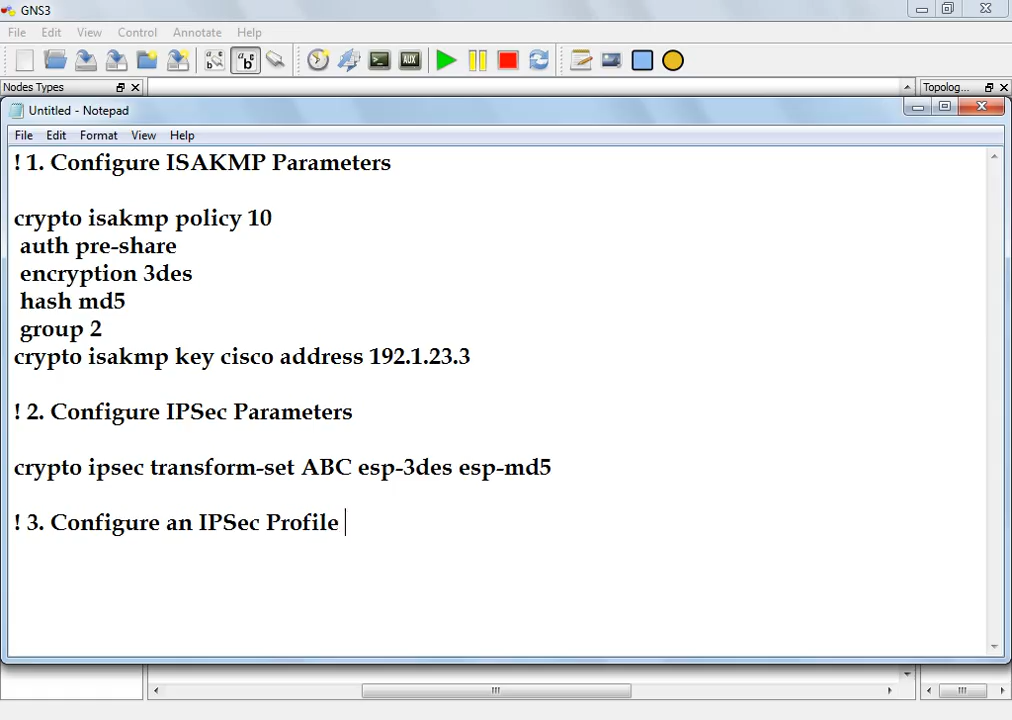 GNS3
File Edit View Control Annotate Help
AUX
Nodes Types
Topolog...
Untitled - Notepad
File Edit Format View Help
! 1. Configure ISAKMP Parameters
crypto isakmp policy 10
auth pre-share
encryption 3des
hash md5
group 2
crypto isakmp key cisco address 192.1.23.3
! 2. Configure IPSec Parameters
crypto ipsec transform-set ABC esp-3des esp-md5
! 3. Configure an IPSec Profile